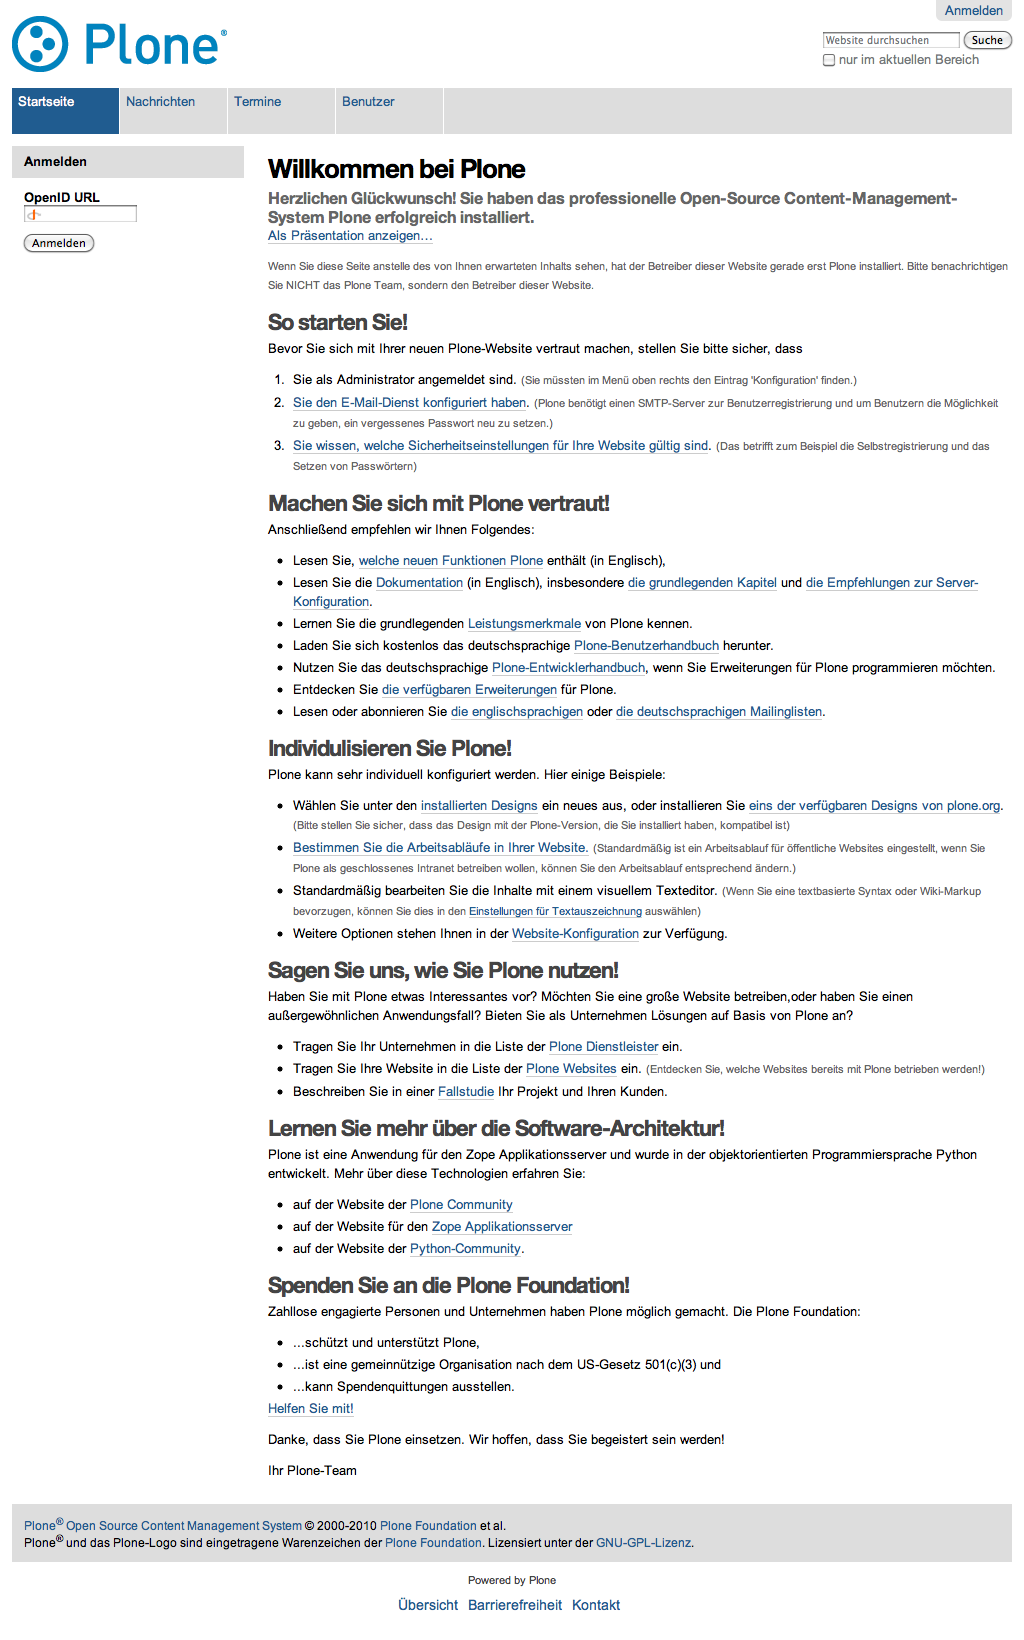 Anmelden
Plone®
Website durchsuchen Suche
nur im aktuellen Bereich
Startseite Nachrichten Termine Benutzer
Anmelden
OpenID URL
Anmelden
Willkommen bei Plone
Herzlichen Glückwunsch! Sie haben das professionelle Open-Source Content-Management-
System Plone erfolgreich installiert.
Als Präsentation anzeigen…
Wenn Sie diese Seite anstelle des von Ihnen erwarteten Inhalts sehen, hat der Betreiber dieser Website gerade erst Plone installiert. Bitte benachrichtigen
Sie NICHT das Plone Team, sondern den Betreiber dieser Website.
So starten Sie!
Bevor Sie sich mit Ihrer neuen Plone-Website vertraut machen, stellen Sie bitte sicher, dass
1. Sie als Administrator angemeldet sind. (Sie müssten im Menü oben rechts den Eintrag 'Konfiguration' finden.)
2. Sie den E-Mail-Dienst konfiguriert haben. (Plone benötigt einen SMTP-Server zur Benutzerregistrierung und um Benutzern die Möglichkeit
zu geben, ein vergessenes Passwort neu zu setzen.)
3. Sie wissen, welche Sicherheitseinstellungen für Ihre Website gültig sind. (Das betrifft zum Beispiel die Selbstregistrierung und das
Setzen von Passwörtern)
Machen Sie sich mit Plone vertraut!
Anschließend empfehlen wir Ihnen Folgendes:
• Lesen Sie, welche neuen Funktionen Plone enthält (in Englisch),
• Lesen Sie die Dokumentation (in Englisch), insbesondere die grundlegenden Kapitel und die Empfehlungen zur Server-
Konfiguration.
• Lernen Sie die grundlegenden Leistungsmerkmale von Plone kennen.
• Laden Sie sich kostenlos das deutschsprachige Plone-Benutzerhandbuch herunter.
• Nutzen Sie das deutschsprachige Plone-Entwicklerhandbuch, wenn Sie Erweiterungen für Plone programmieren möchten.
• Entdecken Sie die verfügbaren Erweiterungen für Plone.
• Lesen oder abonnieren Sie die englischsprachigen oder die deutschsprachigen Mailinglisten.
Individulisieren Sie Plone!
Plone kann sehr individuell konfiguriert werden. Hier einige Beispiele:
• Wählen Sie unter den installierten Designs ein neues aus, oder installieren Sie eins der verfügbaren Designs von plone.org.
(Bitte stellen Sie sicher, dass das Design mit der Plone-Version, die Sie installiert haben, kompatibel ist)
• Bestimmen Sie die Arbeitsabläufe in Ihrer Website. (Standardmäßig ist ein Arbeitsablauf für öffentliche Websites eingestellt, wenn Sie
Plone als geschlossenes Intranet betreiben wollen, können Sie den Arbeitsablauf entsprechend ändern.)
• Standardmäßig bearbeiten Sie die Inhalte mit einem visuellem Texteditor. (Wenn Sie eine textbasierte Syntax oder Wiki-Markup
bevorzugen, können Sie dies in den Einstellungen für Textauszeichnung auswählen)
• Weitere Optionen stehen Ihnen in der Website-Konfiguration zur Verfügung.
Sagen Sie uns, wie Sie Plone nutzen!
Haben Sie mit Plone etwas Interessantes vor? Möchten Sie eine große Website betreiben,oder haben Sie einen
außergewöhnlichen Anwendungsfall? Bieten Sie als Unternehmen Lösungen auf Basis von Plone an?
• Tragen Sie Ihr Unternehmen in die Liste der Plone Dienstleister ein.
• Tragen Sie Ihre Website in die Liste der Plone Websites ein. (Entdecken Sie, welche Websites bereits mit Plone betrieben werden!)
• Beschreiben Sie in einer Fallstudie Ihr Projekt und Ihren Kunden.
Lernen Sie mehr über die Software-Architektur!
Plone ist eine Anwendung für den Zope Applikationsserver und wurde in der objektorientierten Programmiersprache Python
entwickelt. Mehr über diese Technologien erfahren Sie:
• auf der Website der Plone Community
• auf der Website für den Zope Applikationsserver
• auf der Website der Python-Community.
Spenden Sie an die Plone Foundation!
Zahllose engagierte Personen und Unternehmen haben Plone möglich gemacht. Die Plone Foundation:
• …schützt und unterstützt Plone,
• …ist eine gemeinnützige Organisation nach dem US-Gesetz 501(c)(3) und
• …kann Spendenquittungen ausstellen.
Helfen Sie mit!
Danke, dass Sie Plone einsetzen. Wir hoffen, dass Sie begeistert sein werden!
Ihr Plone-Team
Plone® Open Source Content Management System © 2000-2010 Plone Foundation et al.
Plone® und das Plone-Logo sind eingetragene Warenzeichen der Plone Foundation. Lizensiert unter der GNU-GPL-Lizenz.
Powered by Plone
Übersicht Barrierefreiheit Kontakt